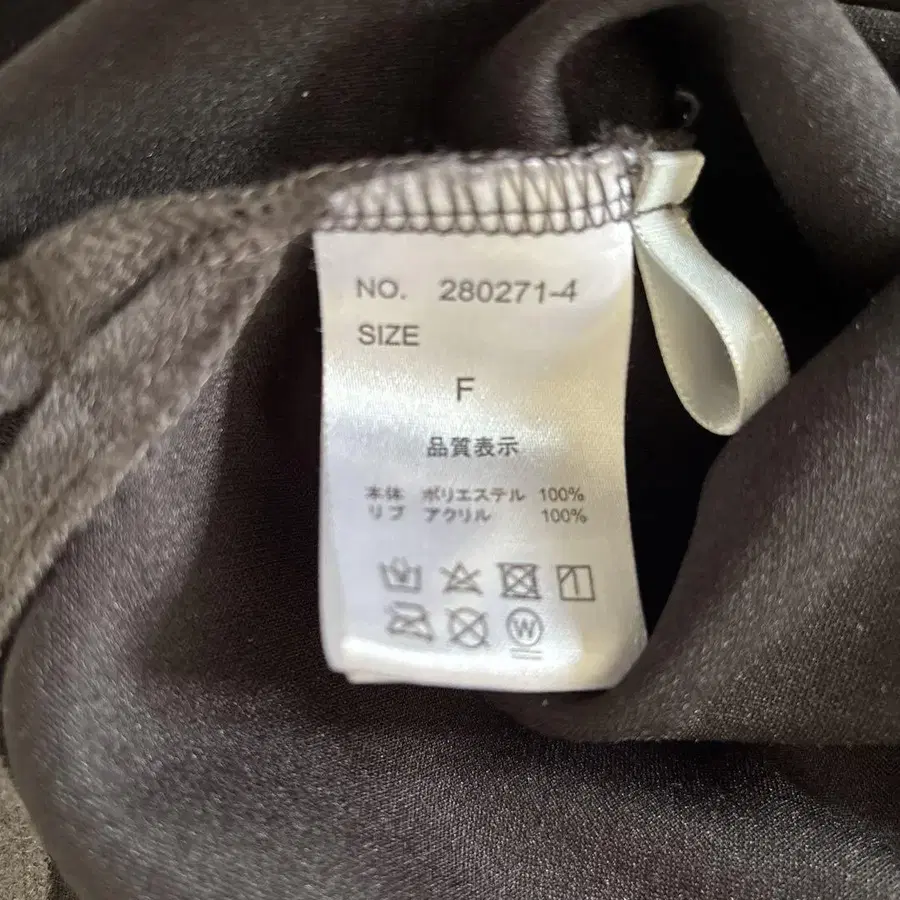 NO. 280271-4
SIZE
F
品質表示
本体 ポリエステル 100%
リブ アクリル 100%
W